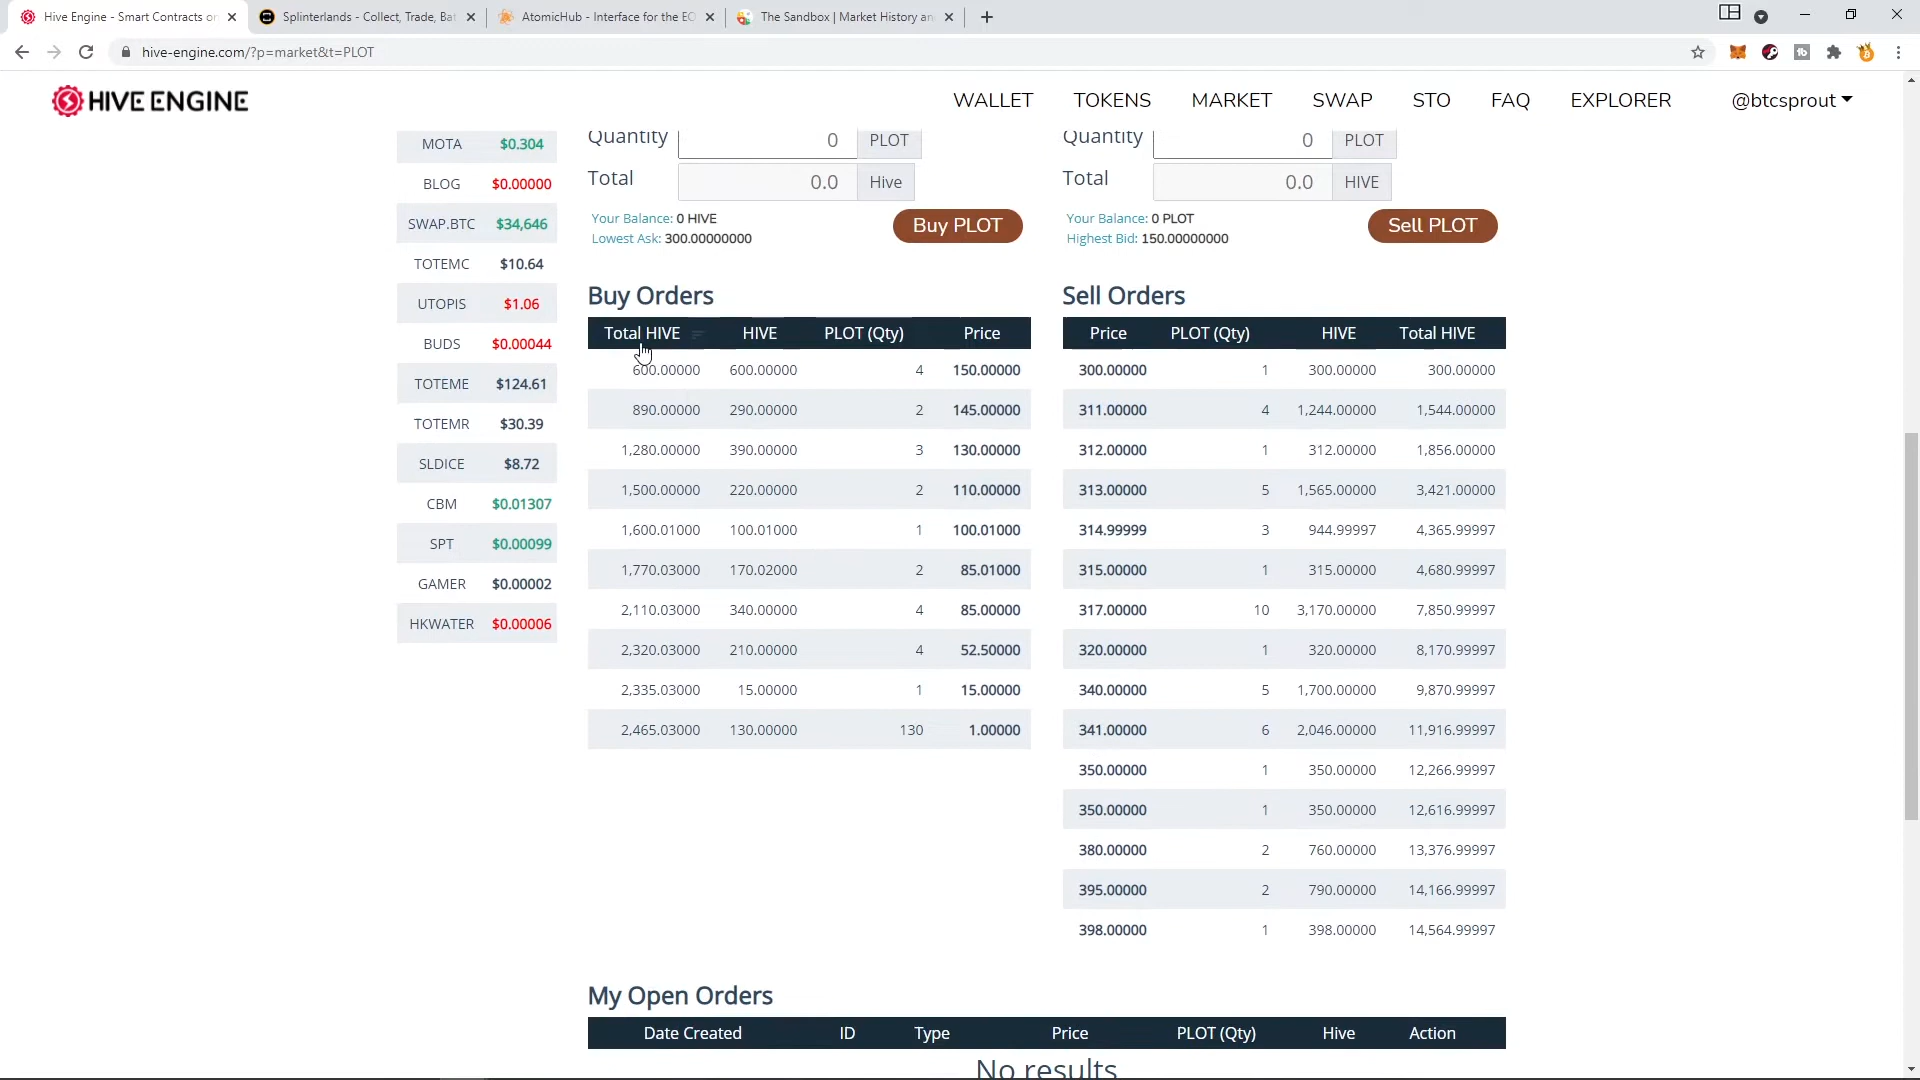 Hive Engine - Smart Contracts on
Splinterlands - Collect, Trade, Bat
AtomicHub - Interface for the EO
The Sandbox | Market History an
hive-engine.com/?p=market&t=PLOT
HIVE ENGINE
WALLET TOKENS MARKET SWAP STO FAQ EXPLORER @btcsprout
MOTA $0.304
BLOG $0.00000
SWAP.BTC $34,646
TOTEMC $10.64
UTOPIS $1.06
BUDS $0.00044
TOTEME $124.61
TOTEMR $30.39
SLDICE $8.72
CBM $0.01307
SPT $0.00099
GAMER $0.00002
HKWATER $0.00006
Quantity 0 PLOT
Total 0.0 Hive
Your Balance: 0 HIVE
Lowest Ask: 300.00000000
Buy PLOT
Quantity 0 PLOT
Total 0.0 HIVE
Your Balance: 0 PLOT
Highest Bid: 150.00000000
Sell PLOT
Buy Orders
Total HIVE HIVE PLOT (Qty) Price
600.00000 600.00000 4 150.00000
890.00000 290.00000 2 145.00000
1,280.00000 390.00000 3 130.00000
1,500.00000 220.00000 2 110.00000
1,600.01000 100.01000 1 100.01000
1,770.03000 170.02000 2 85.01000
2,110.03000 340.00000 4 85.00000
2,320.03000 210.00000 4 52.50000
2,335.03000 15.00000 1 15.00000
2,465.03000 130.00000 130 1.00000
Sell Orders
Price PLOT (Qty) HIVE Total HIVE
300.00000 1 300.00000 300.00000
311.00000 4 1,244.00000 1,544.00000
312.00000 1 312.00000 1,856.00000
313.00000 5 1,565.00000 3,421.00000
314.99999 3 944.99997 4,365.99997
315.00000 1 315.00000 4,680.99997
317.00000 10 3,170.00000 7,850.99997
320.00000 1 320.00000 8,170.99997
340.00000 5 1,700.00000 9,870.99997
341.00000 6 2,046.00000 11,916.99997
350.00000 1 350.00000 12,266.99997
350.00000 1 350.00000 12,616.99997
380.00000 2 760.00000 13,376.99997
395.00000 2 790.00000 14,166.99997
398.00000 1 398.00000 14,564.99997
My Open Orders
Date Created ID Type Price PLOT (Qty) Hive Action
No results